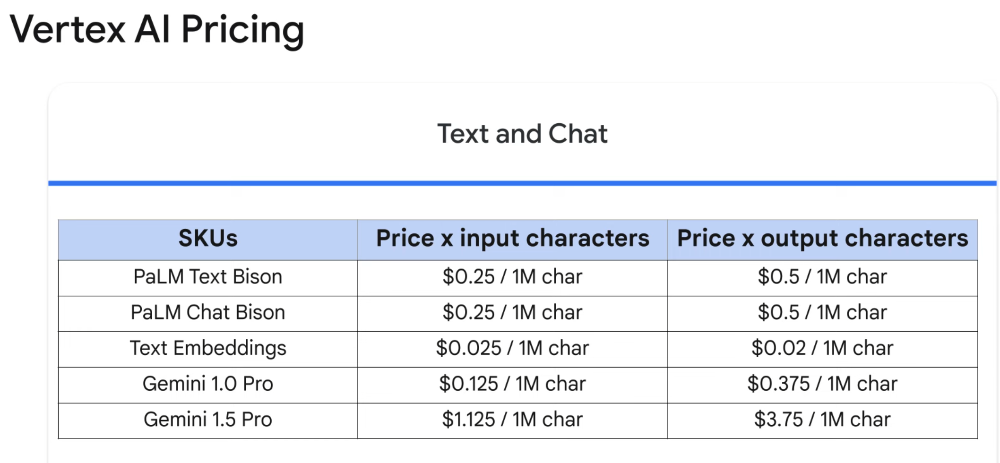 Vertex AI Pricing
Text and Chat
SKUs Price x input characters Price x output characters
PaLM Text Bison $0.25 / 1M char $0.5 / 1M char
PaLM Chat Bison $0.25 / 1M char $0.5 / 1M char
Text Embeddings $0.025 / 1M char $0.02 / 1M char
Gemini 1.0 Pro $0.125 / 1M char $0.375 / 1M char
Gemini 1.5 Pro $1.125 / 1M char $3.75 / 1M char